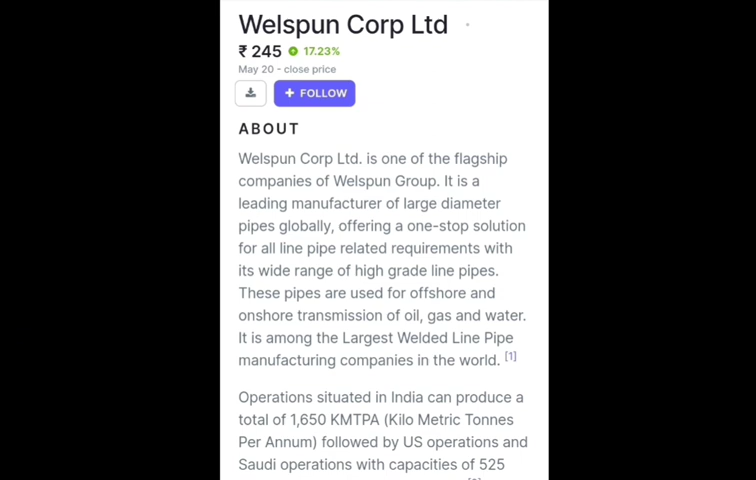 Welspun Corp Ltd
₹ 245 17.23%
May 20 - close price
+ FOLLOW
ABOUT
Welspun Corp Ltd. is one of the flagship
companies of Welspun Group. It is a
leading manufacturer of large diameter
pipes globally, offering a one-stop solution
for all line pipe related requirements with
its wide range of high grade line pipes.
These pipes are used for offshore and
onshore transmission of oil, gas and water.
It is among the Largest Welded Line Pipe
manufacturing companies in the world. [1]
Operations situated in India can produce a
total of 1,650 KMTPA (Kilo Metric Tonnes
Per Annum) followed by US operations and
Saudi operations with capacities of 525